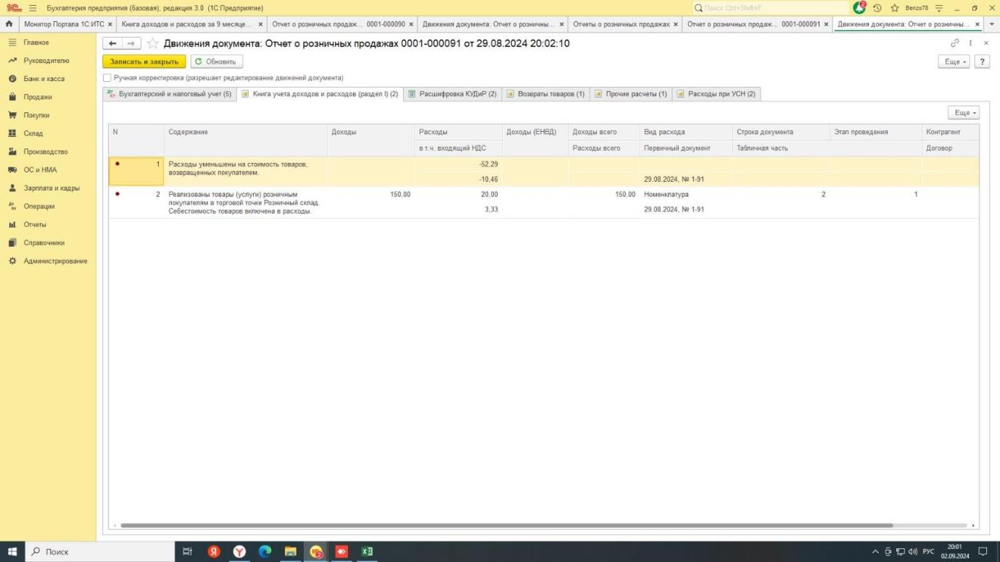 1С Бухгалтерия предприятия (базовая), редакция 3.0 (1С:Предприятие)
Поиск Ctrl+Shift+F
2
Benzo78
Монитор Портала 1С:ИТС
Книга доходов и расходов за 9 месяце...
Отчет о розничных продаж... 0001-000090
Движения документа: Отчет о розничны...
Отчеты о розничных продажах
Отчет о розничных продаж... 0001-000091
Движения документа: Отчет о розничны...
Главное
Руководителю
Банк и касса
Продажи
Покупки
Склад
Производство
ОС и НМА
Зарплата и кадры
Операции
Отчеты
Справочники
Администрирование
Движения документа: Отчет о розничных продажах 0001-000091 от 29.08.2024 20:02:10
Записать и закрыть
Обновить
Еще
?
Ручная корректировка (разрешает редактирование движений документа)
Бухгалтерский и налоговый учет (5)
Книга учета доходов и расходов (раздел I) (2)
Расшифровка КУДиР (2)
Возвраты товаров (1)
Прочие расчеты (1)
Расходы при УСН (2)
Еще
N Содержание Доходы Расходы Доходы (ЕНВД) Доходы всего Вид расхода Строка документа Этап проведения Контрагент
в т.ч. входящий НДС Расходы всего Первичный документ Табличная часть Договор
1 Расходы уменьшены на стоимость товаров, -52,29
возвращенных покупателем.
-10,46 29.08.2024, № 1-91
2 Реализованы товары (услуги) розничным 150,00 20,00 150,00 Номенклатура 2 1
покупателям в торговой точке Розничный склад.
Себестоимость товаров включена в расходы. 3,33 29.08.2024, № 1-91
Поиск
2
РУС
20:01
02.09.2024